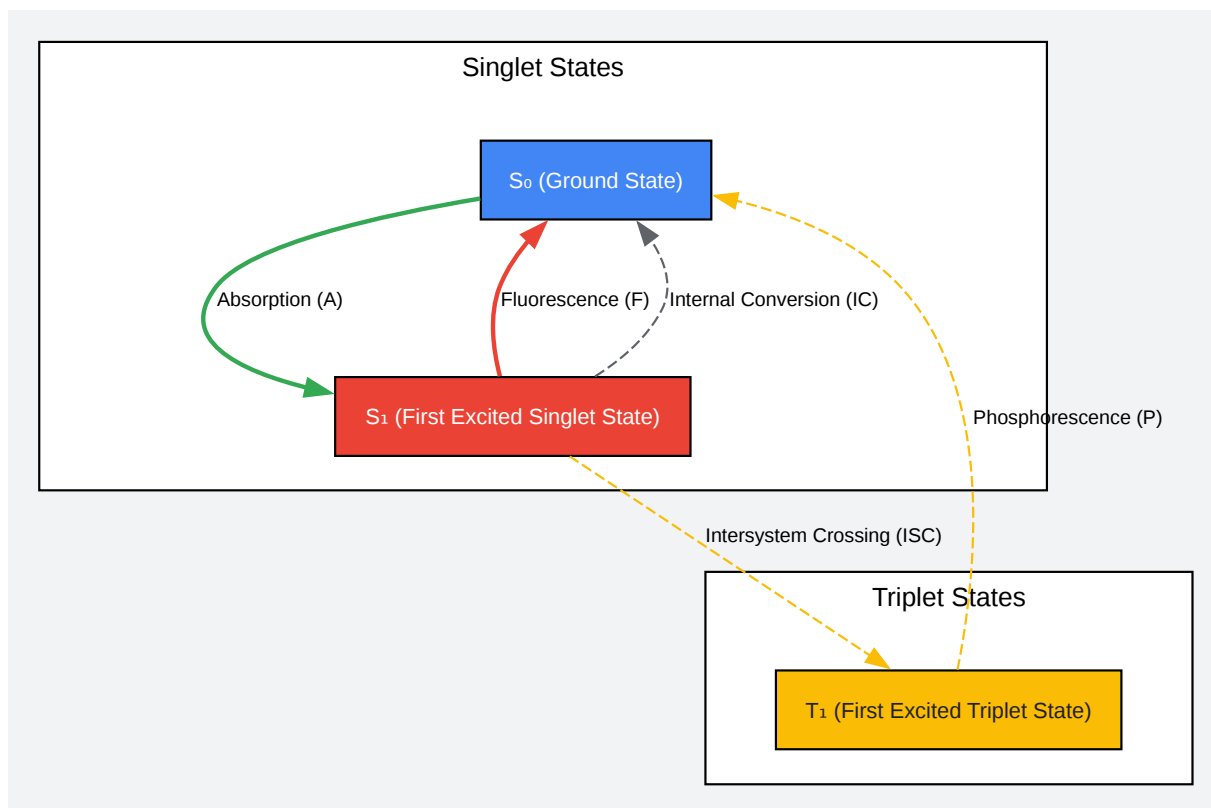 Singlet States
S₀ (Ground State)
Absorption (A)
Fluorescence (F)
Internal Conversion (IC)
S₁ (First Excited Singlet State)
Phosphorescence (P)
Intersystem Crossing (ISC)
Triplet States
T₁ (First Excited Triplet State)